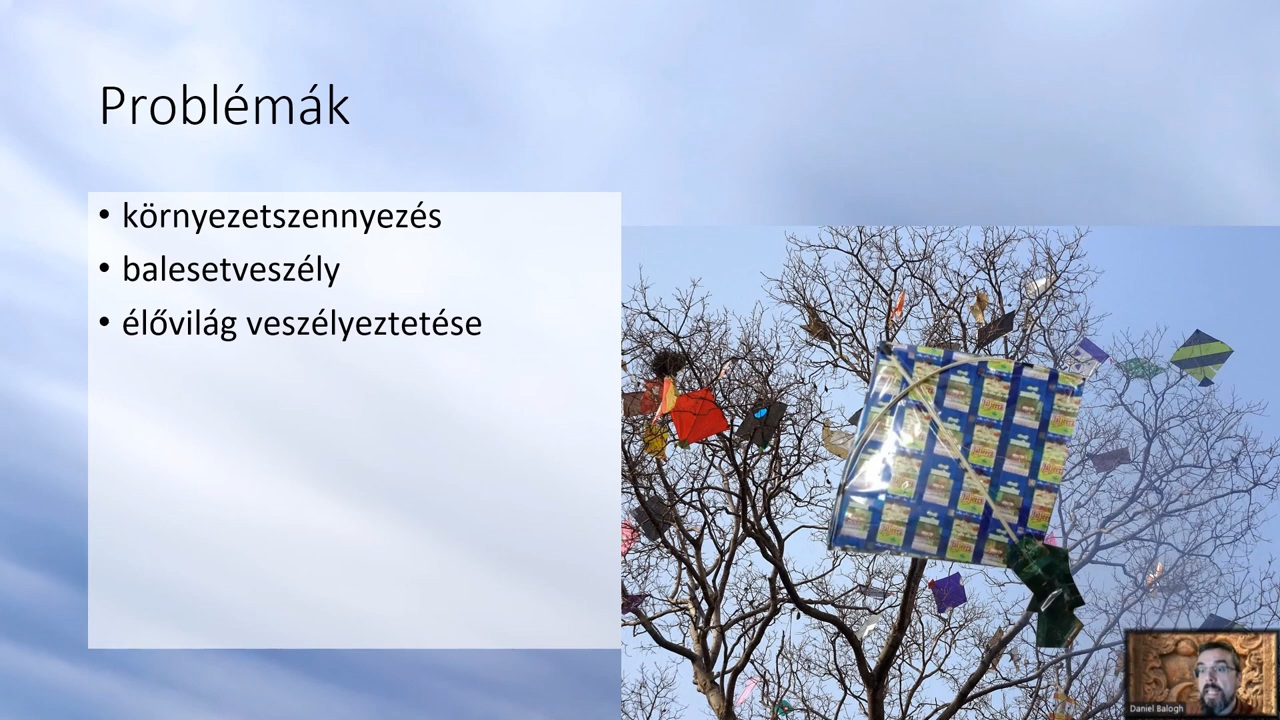 Problémák
• környezetszennyezés
• balesetveszély
• élővilág veszélyeztetése
Daniel Balogh